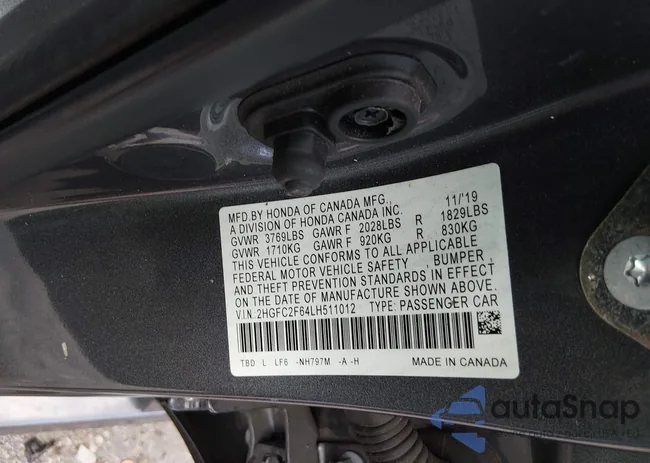 MFD.BY HONDA OF CANADA MFG., 11/'19
A DIVISION OF HONDA CANADA INC.
GVWR 3769LBS GAWR F 2028LBS R 1829LBS
GVWR 1710KG GAWR F 920KG R 830KG
THIS VEHICLE CONFORMS TO ALL APPLICABLE
FEDERAL MOTOR VEHICLE SAFETY BUMPER,
AND THEFT PREVENTION STANDARDS IN EFFECT
ON THE DATE OF MANUFACTURE SHOWN ABOVE.
V.I.N:2HGFC2F64LH511012 TYPE: PASSENGER CAR
TBD L LF6 -NH797M -A -H MADE IN CANADA
autoSnap
by Carsnap